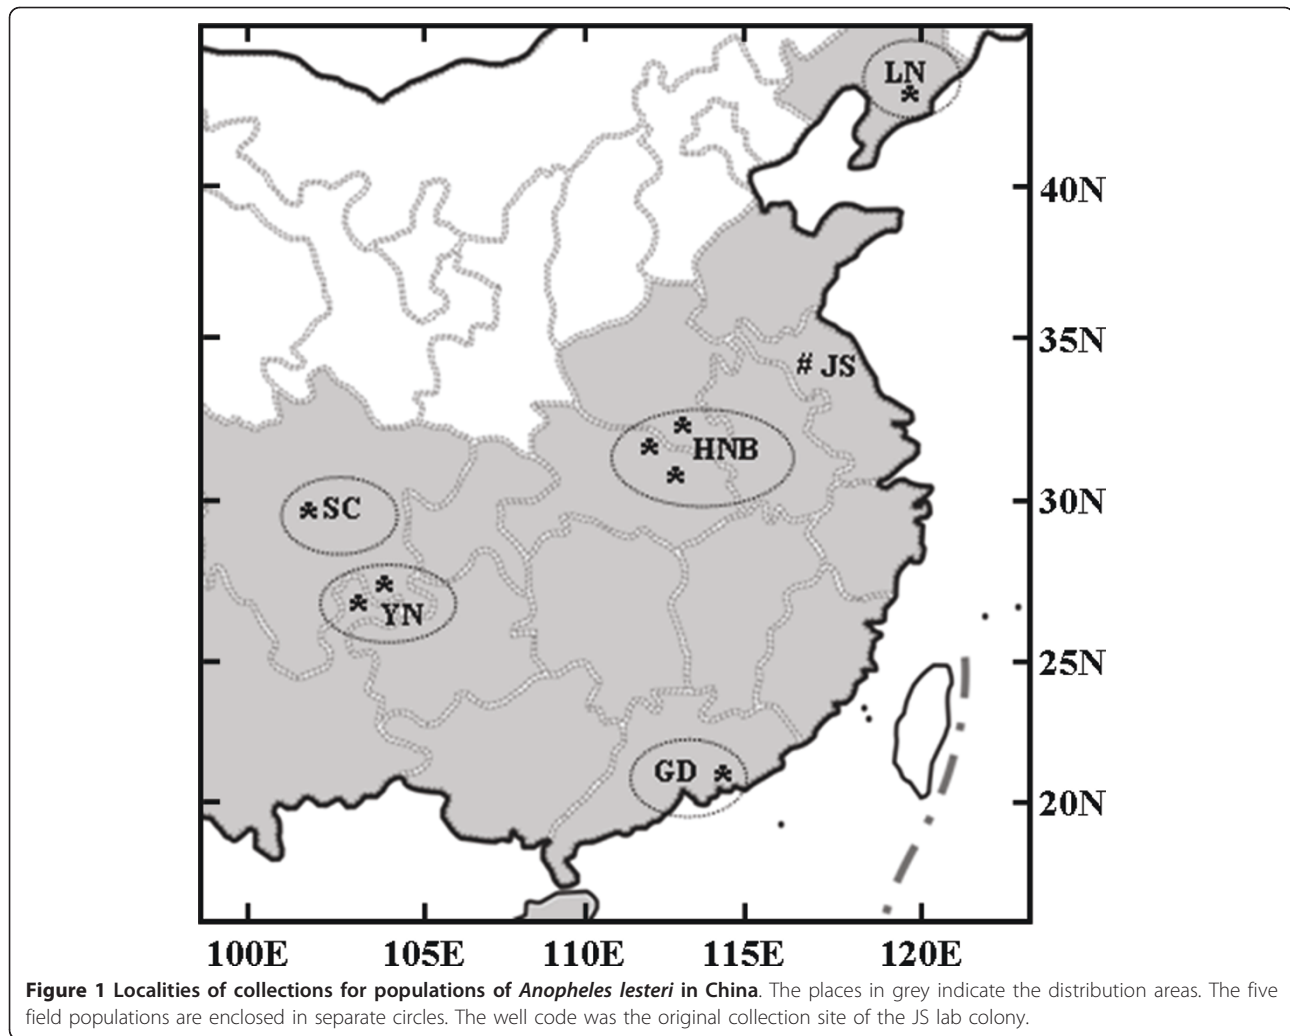 LN
*
40N
35N
# JS
*
* HNB
*
30N
* SC
*
* YN
25N
GD *
20N
100E 105E 110E 115E 120E
Figure 1 Localities of collections for populations of Anopheles lesteri in China. The places in grey indicate the distribution areas. The five
field populations are enclosed in separate circles. The well code was the original collection site of the JS lab colony.